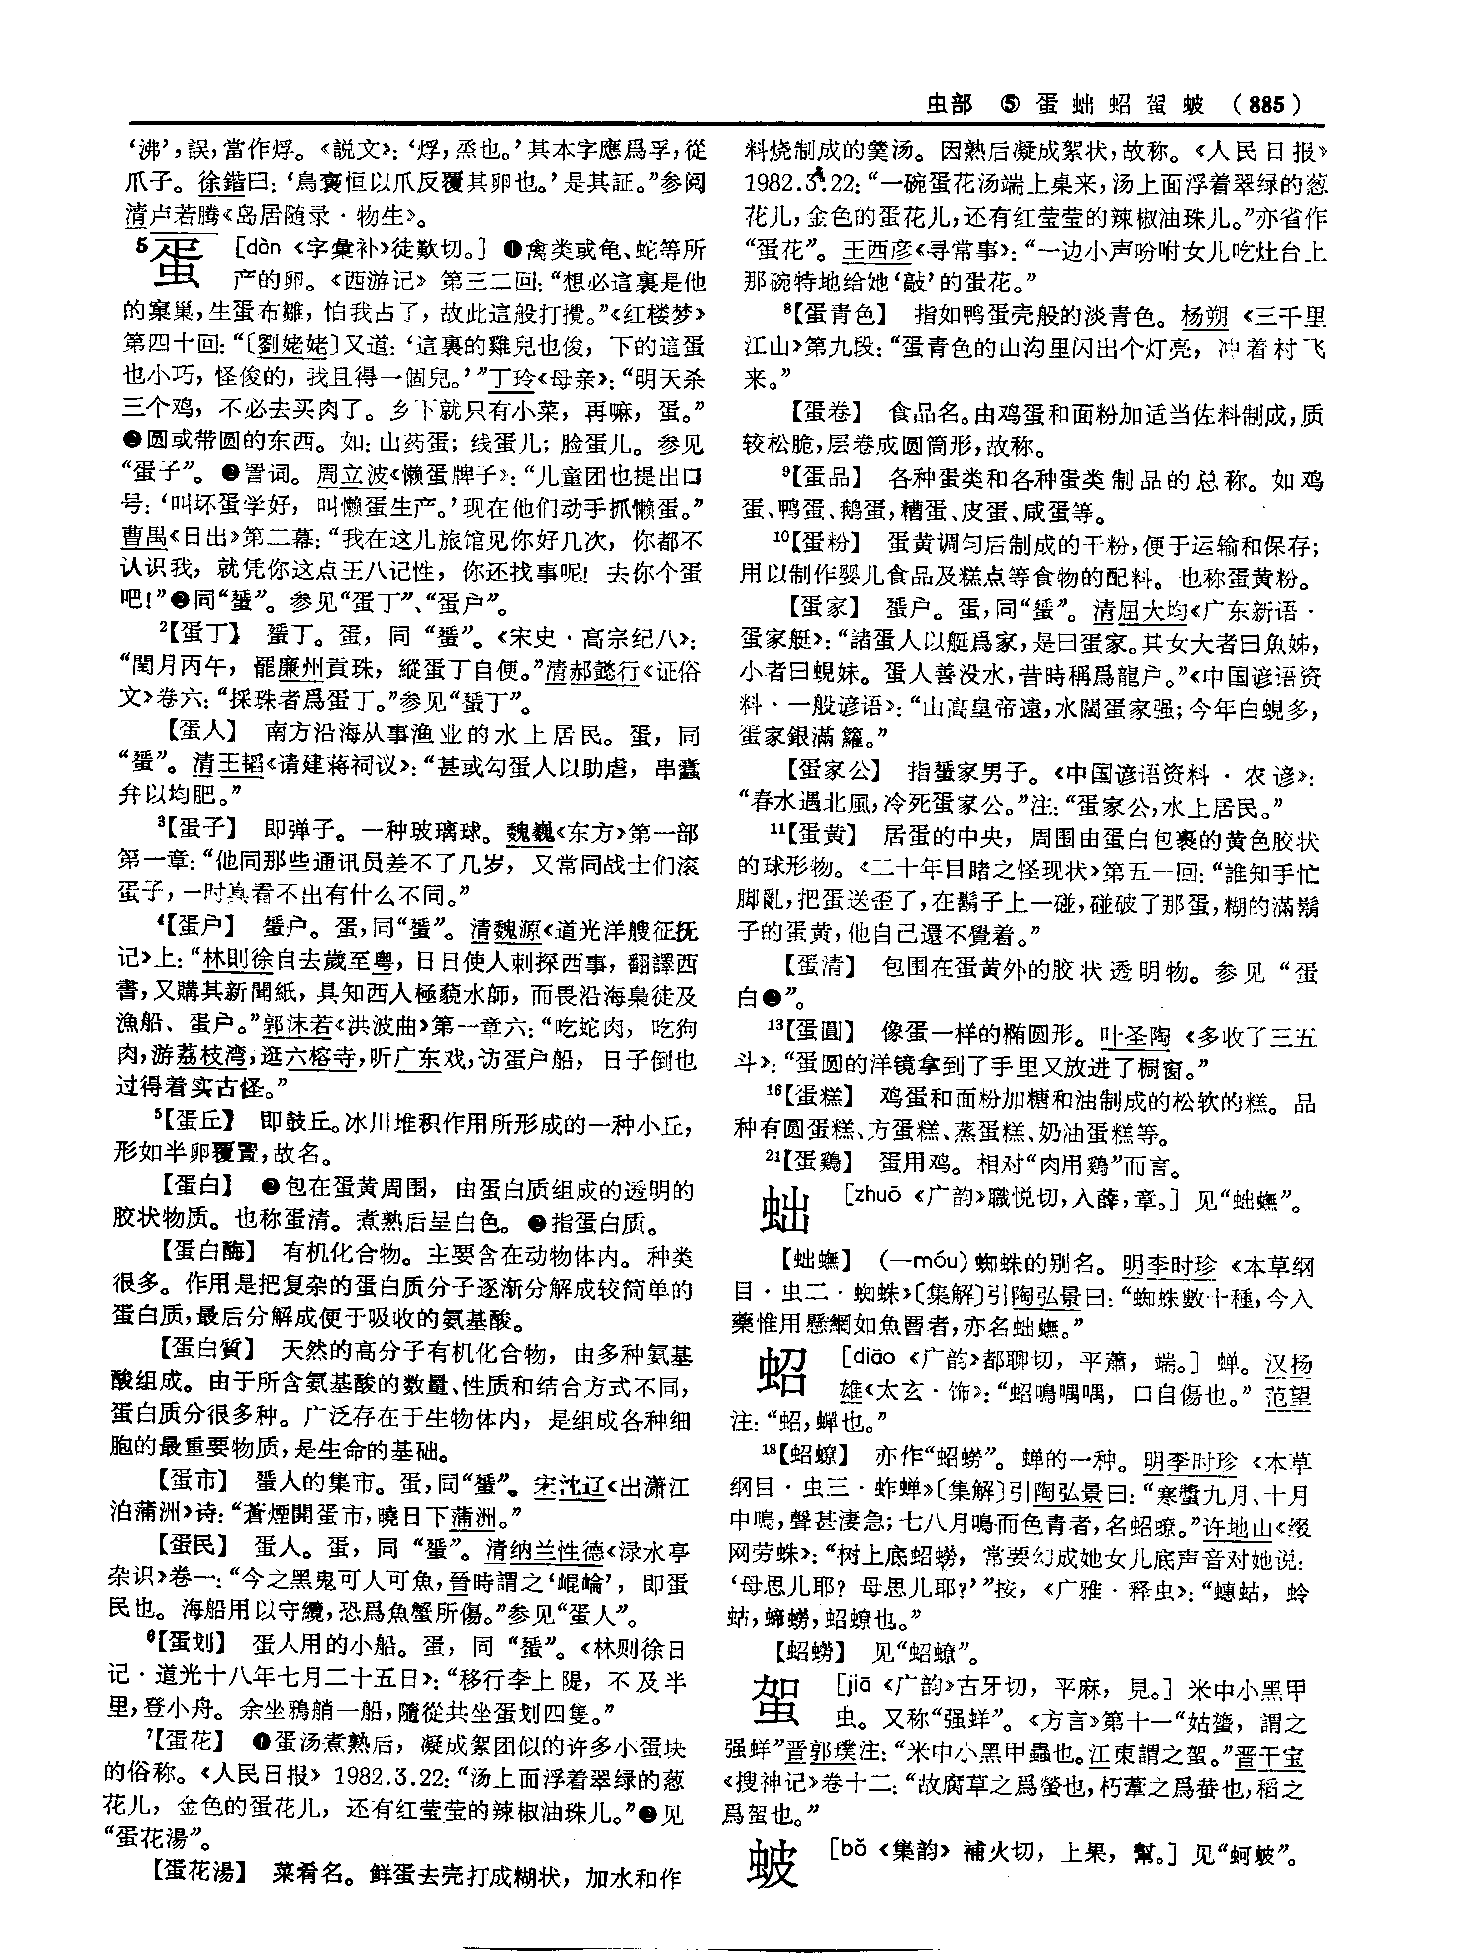 虫部 ⑤ 蛋 蚍 蛁 䖬 蚾 (885)
‘沸’,誤,當作烰。《説文》:‘烰,烝也。’其本字應爲孚,從
爪子。徐鍇曰:‘鳥裛恒以爪反覆其卵也。’是其証。”参阅
清卢若腾《岛居随录·物生》。
5蛋 [dàn《字彙补》徒歎切。] ❶禽类或龟、蛇等所
产的卵。《西游记》第三二回:“想必這裏是他
的窠巢,生蛋布雛,怕我占了,故此這般打攪。”《红楼梦》
第四十回:“〔劉姥姥〕又道:‘這裏的雞兒也俊,下的這蛋
也小巧,怪俊的,我且得一個兒。’”丁玲《母亲》:“明天杀
三个鸡,不必去买肉了。乡下就只有小菜,再嘛,蛋。”
❷圆或带圆的东西。如:山药蛋;线蛋儿;脸蛋儿。参见
“蛋子”。❸詈词。周立波《懒蛋牌子》:“儿童团也提出口
号:‘叫坏蛋学好,叫懒蛋生产。’现在他们动手抓懒蛋。”
曹禺《日出》第二幕:“我在这儿旅馆见你好几次,你都不
认识我,就凭你这点王八记性,你还找事呢!去你个蛋
吧!”❹同“蜑”。参见“蛋丁”、“蛋户”。
2【蛋丁】 蜑丁。蛋,同“蜑”。《宋史·高宗纪八》:
“閏月丙午,罷廉州貢珠,縱蛋丁自便。”清郝懿行《证俗
文》卷六:“採珠者爲蛋丁。”参见“蜑丁”。
【蛋人】 南方沿海从事渔业的水上居民。蛋,同
“蜑”。清王韬《请建蒋祠议》:“甚或勾蛋人以助虐,串蠹
弁以均肥。”
3【蛋子】 即弹子。一种玻璃球。魏巍《东方》第一部
第一章:“他同那些通讯员差不了几岁,又常同战士们滚
蛋子,一时真看不出有什么不同。”
4【蛋户】 蜑户。蛋,同“蜑”。清魏源《道光洋艘征抚
记》上:“林則徐自去歲至粵,日日使人刺探西事,翻譯西
書,又購其新聞紙,具知西人極藐水師,而畏沿海梟徒及
漁船、蛋户。”郭沫若《洪波曲》第一章六:“吃蛇肉,吃狗
肉,游荔枝湾,逛六榕寺,听广东戏,访蛋户船,日子倒也
过得着实古怪。”
5【蛋丘】 即鼓丘。冰川堆积作用所形成的一种小丘,
形如半卵覆置,故名。
【蛋白】 ❶包在蛋黄周围,由蛋白质组成的透明的
胶状物质。也称蛋清。煮熟后呈白色。❷指蛋白质。
【蛋白酶】 有机化合物。主要含在动物体内。种类
很多。作用是把复杂的蛋白质分子逐渐分解成较简单的
蛋白质,最后分解成便于吸收的氨基酸。
【蛋白質】 天然的高分子有机化合物,由多种氨基
酸组成。由于所含氨基酸的数量、性质和结合方式不同,
蛋白质分很多种。广泛存在于生物体内,是组成各种细
胞的最重要物质,是生命的基础。
【蛋市】 蜑人的集市。蛋,同“蜑”。宋沈辽《出潇江
泊蒲洲》诗:“蒼煙開蛋市,曉日下蒲洲。”
【蛋民】 蛋人。蛋,同“蜑”。清纳兰性德《渌水亭
杂识》卷一:“今之黑鬼可人可魚,晉時謂之‘崐崘’,即蛋
民也。海船用以守纜,恐爲魚蟹所傷。”参见“蛋人”。
6【蛋划】 蛋人用的小船。蛋,同“蜑”。《林则徐日
记·道光十八年七月二十五日》:“移行李上隄,不及半
里,登小舟。余坐鴉艄一船,隨從共坐蛋划四隻。”
7【蛋花】 ❶蛋汤煮熟后,凝成絮团似的许多小蛋块
的俗称。《人民日报》1982.3.22:“汤上面浮着翠绿的葱
花儿,金色的蛋花儿,还有红莹莹的辣椒油珠儿。”❷见
“蛋花湯”。
【蛋花湯】 菜肴名。鲜蛋去壳打成糊状,加水和作
料烧制成的羹汤。因熟后凝成絮状,故称。《人民日报》
1982.3.22:“一碗蛋花汤端上桌来,汤上面浮着翠绿的葱
花儿,金色的蛋花儿,还有红莹莹的辣椒油珠儿。”亦省作
“蛋花”。王西彦《寻常事》:“一边小声吩咐女儿吃灶台上
那碗特地给她‘敲’的蛋花。”
8【蛋青色】 指如鸭蛋壳般的淡青色。杨朔《三千里
江山》第九段:“蛋青色的山沟里闪出个灯亮,冲着村飞
来。”
【蛋卷】 食品名。由鸡蛋和面粉加适当佐料制成,质
较松脆,层卷成圆筒形,故称。
9【蛋品】 各种蛋类和各种蛋类制品的总称。如鸡
蛋、鸭蛋、鹅蛋,糟蛋、皮蛋、咸蛋等。
10【蛋粉】 蛋黄调匀后制成的干粉,便于运输和保存;
用以制作婴儿食品及糕点等食物的配料。也称蛋黄粉。
【蛋家】 蜑户。蛋,同“蜑”。清屈大均《广东新语·
蛋家艇》:“諸蛋人以艇爲家,是曰蛋家。其女大者曰魚姊,
小者曰蜆妹。蛋人善没水,昔時稱爲龍户。”《中国谚语资
料·一般谚语》:“山高皇帝遠,水闊蛋家强;今年白蜆多,
蛋家銀滿籮。”
【蛋家公】 指蜑家男子。《中国谚语资料·农谚》:
“春水遇北風,冷死蛋家公。”注:“蛋家公,水上居民。”
11【蛋黄】 居蛋的中央,周围由蛋白包裹的黄色胶状
的球形物。《二十年目睹之怪现状》第五一回:“誰知手忙
脚亂,把蛋送歪了,在鬍子上一碰,碰破了那蛋,糊的滿鬍
子的蛋黄,他自己還不覺着。”
【蛋清】 包围在蛋黄外的胶状透明物。参见“蛋
白❶”。
13【蛋圓】 像蛋一样的椭圆形。叶圣陶《多收了三五
斗》:“蛋圆的洋镜拿到了手里又放进了橱窗。”
16【蛋糕】 鸡蛋和面粉加糖和油制成的松软的糕。品
种有圆蛋糕、方蛋糕、蒸蛋糕、奶油蛋糕等。
21【蛋鷄】 蛋用鸡。相对“肉用鷄”而言。
蚍 [zhuō《广韵》職悦切,入薛,章。] 见“蚍蟱”。
【蚍蟱】 (—móu)蜘蛛的别名。明李时珍《本草纲
目·虫二·蜘蛛》〔集解〕引陶弘景曰:“蜘蛛數十種,今入
藥惟用懸網如魚罾者,亦名蚍蟱。”
蛁 [diāo《广韵》都聊切,平蕭,端。] 蝉。汉杨
雄《太玄·饰》:“蛁鳴喁喁,口自傷也。”范望
注:“蛁,蟬也。”
18【蛁蟟】 亦作“蛁蟧”。蝉的一种。明李时珍《本草
纲目·虫三·蚱蝉》〔集解〕引陶弘景曰:“寒螿九月、十月
中鳴,聲甚淒急;七八月鳴而色青者,名蛁蟟。”许地山《缀
网劳蛛》:“树上底蛁蟧,常要幻成她女儿底声音对她说:
‘母思儿耶?母思儿耶?’”按,《广雅·释虫》:“蟪蛄,蛉
蛄,蟧,蛁蟟也。”
【蛁蟧】 见“蛁蟟”。
䖬 [jiā《广韵》古牙切,平麻,見。] 米中小黑甲
虫。又称“强蛘”。《方言》第十一“姑䗐,謂之
强蛘”晋郭璞注:“米中小黑甲蟲也。江東謂之䖬。”晋干宝
《搜神记》卷十二:“故腐草之爲螢也,朽葦之爲蛬也,稻之
爲䖬也。”
蚾 [bǒ《集韵》補火切,上果,幫。] 见“蚵蚾”。